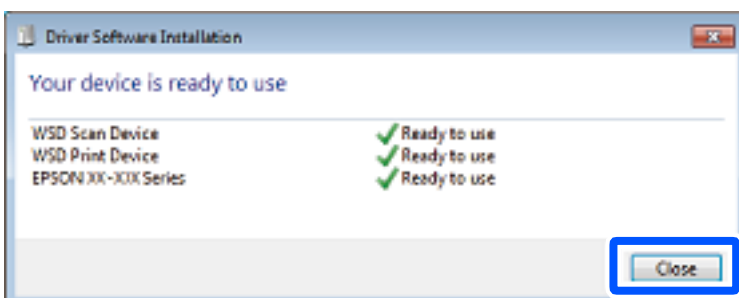 Driver Software Installation
Your device is ready to use
WSD Scan Device Ready to use
WSD Print Device Ready to use
EPSON XX-XXX Series Ready to use
Close